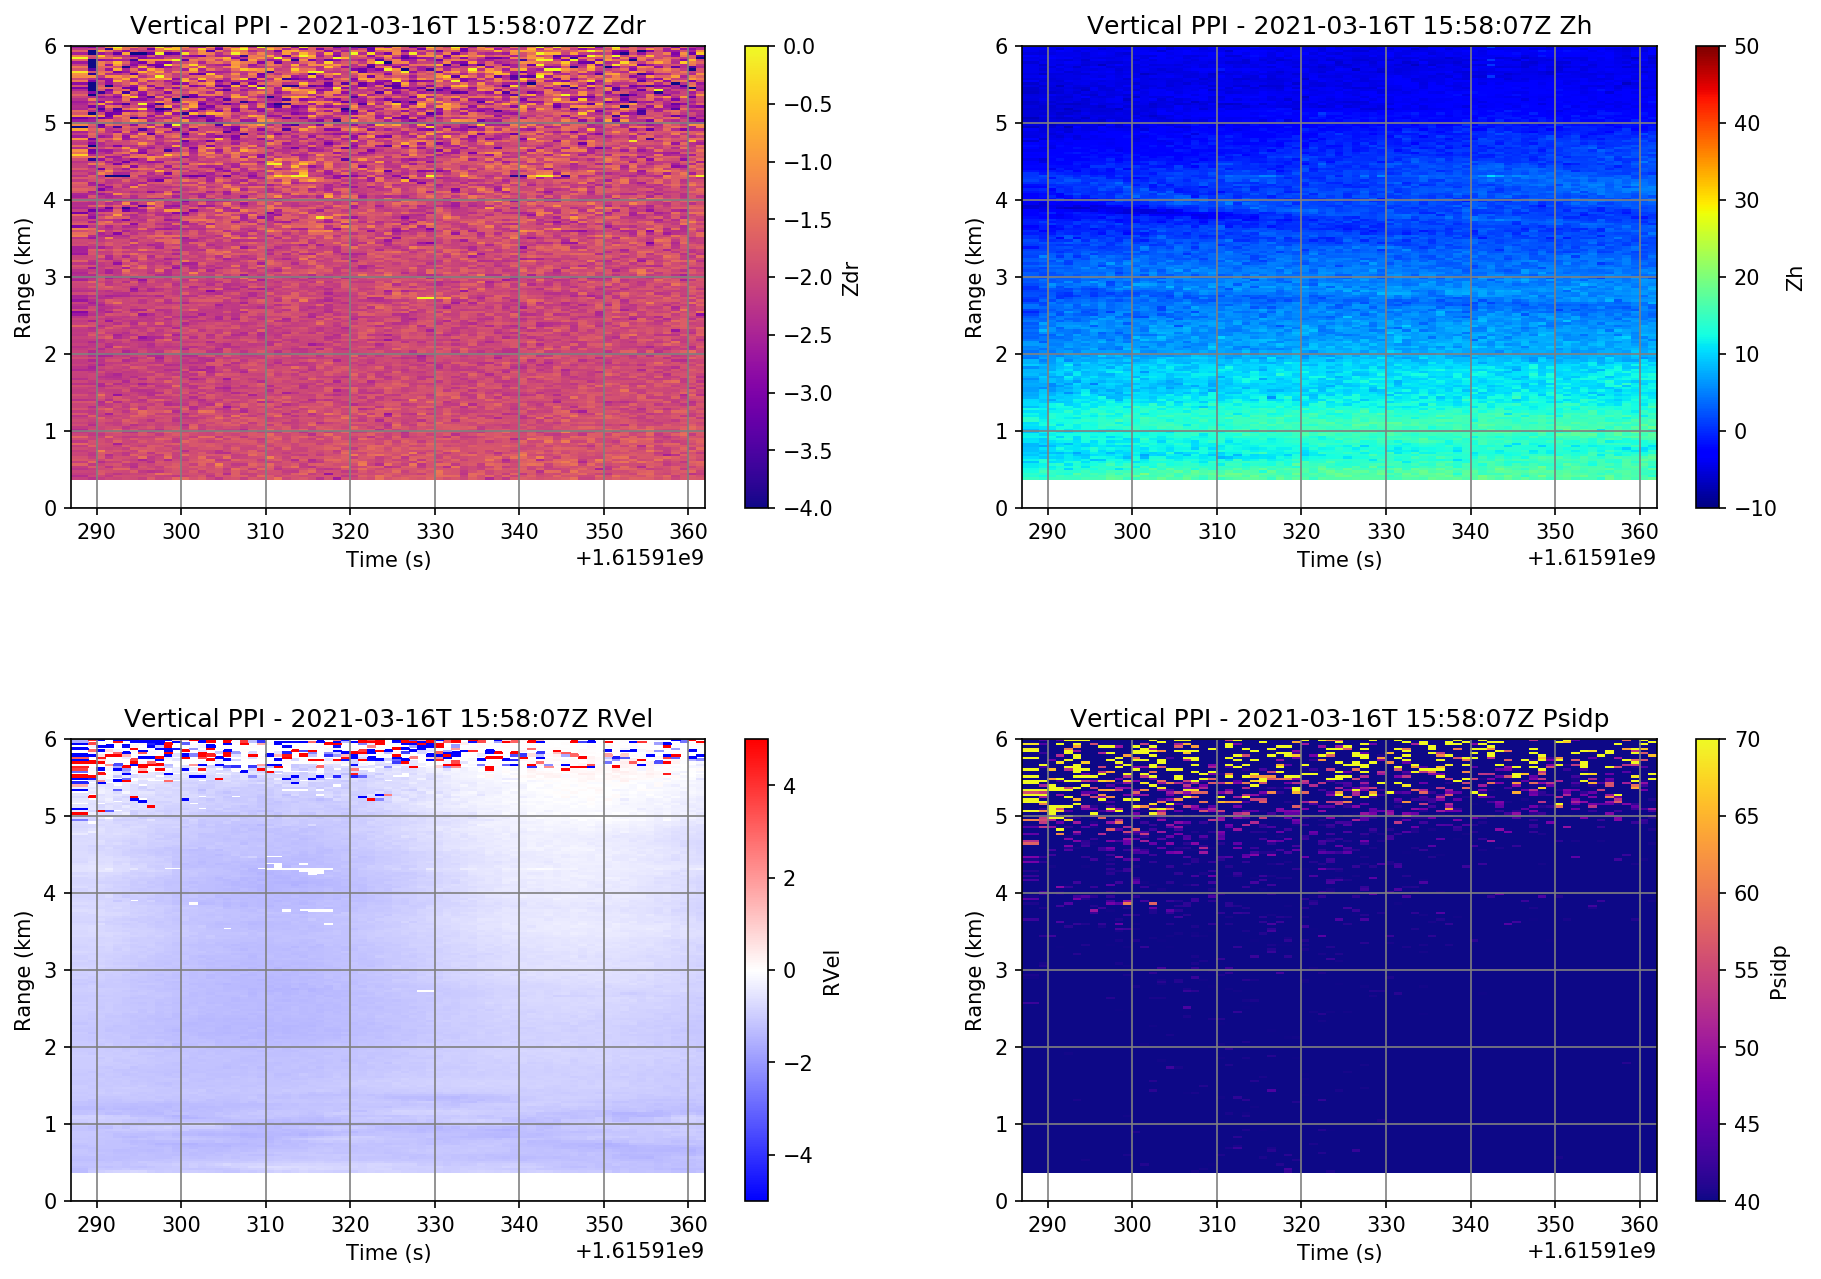 Vertical PPI - 2021-03-16T 15:58:07Z Zdr
6
5
4
3
2
1
0
Range (km)
290 300 310 320 330 340 350 360
Time (s)
+1.61591e9
0.0
−0.5
−1.0
−1.5
−2.0
−2.5
−3.0
−3.5
−4.0
Zdr
Vertical PPI - 2021-03-16T 15:58:07Z Zh
6
5
4
3
2
1
0
Range (km)
290 300 310 320 330 340 350 360
Time (s)
+1.61591e9
50
40
30
20
10
0
−10
Zh
Vertical PPI - 2021-03-16T 15:58:07Z RVel
6
5
4
3
2
1
0
Range (km)
290 300 310 320 330 340 350 360
Time (s)
+1.61591e9
4
2
0
−2
−4
RVel
Vertical PPI - 2021-03-16T 15:58:07Z Psidp
6
5
4
3
2
1
0
Range (km)
290 300 310 320 330 340 350 360
Time (s)
+1.61591e9
70
65
60
55
50
45
40
Psidp